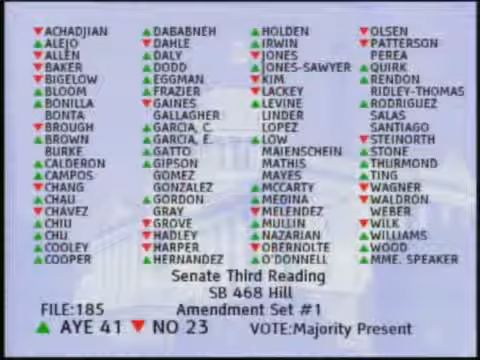 ACHADJIAN
ALEJO
ALLEN
BAKER
BIGELOW
BLOOM
BONILLA
BONTA
BROUGH
BROWN
BURKE
CALDERON
CAMPOS
CHANG
CHAU
CHAVEZ
CHIU
CHU
COOLEY
COOPER
DABABNEH
DAHLE
DALY
DODD
EGGMAN
FRAZIER
GAINES
GALLAGHER
GARCIA, C.
GARCIA, E.
GATTO
GIPSON
GOMEZ
GONZALEZ
GORDON
GRAY
GROVE
HADLEY
HARPER
HERNANDEZ
HOLDEN
IRWIN
JONES
JONES-SAWYER
KIM
LACKEY
LEVINE
LINDER
LOPEZ
LOW
MAIENSCHEIN
MATHIS
MAYES
MCCARTY
MEDINA
MELENDEZ
MULLIN
NAZARIAN
OBERNOLTE
O'DONNELL
OLSEN
PATTERSON
PEREA
QUIRK
RENDON
RIDLEY-THOMAS
RODRIGUEZ
SALAS
SANTIAGO
STEINORTH
STONE
THURMOND
TING
WAGNER
WALDRON
WEBER
WILK
WILLIAMS
WOOD
MME. SPEAKER
Senate Third Reading
SB 468 Hill
FILE:185 Amendment Set #1
AYE 41 NO 23 VOTE:Majority Present